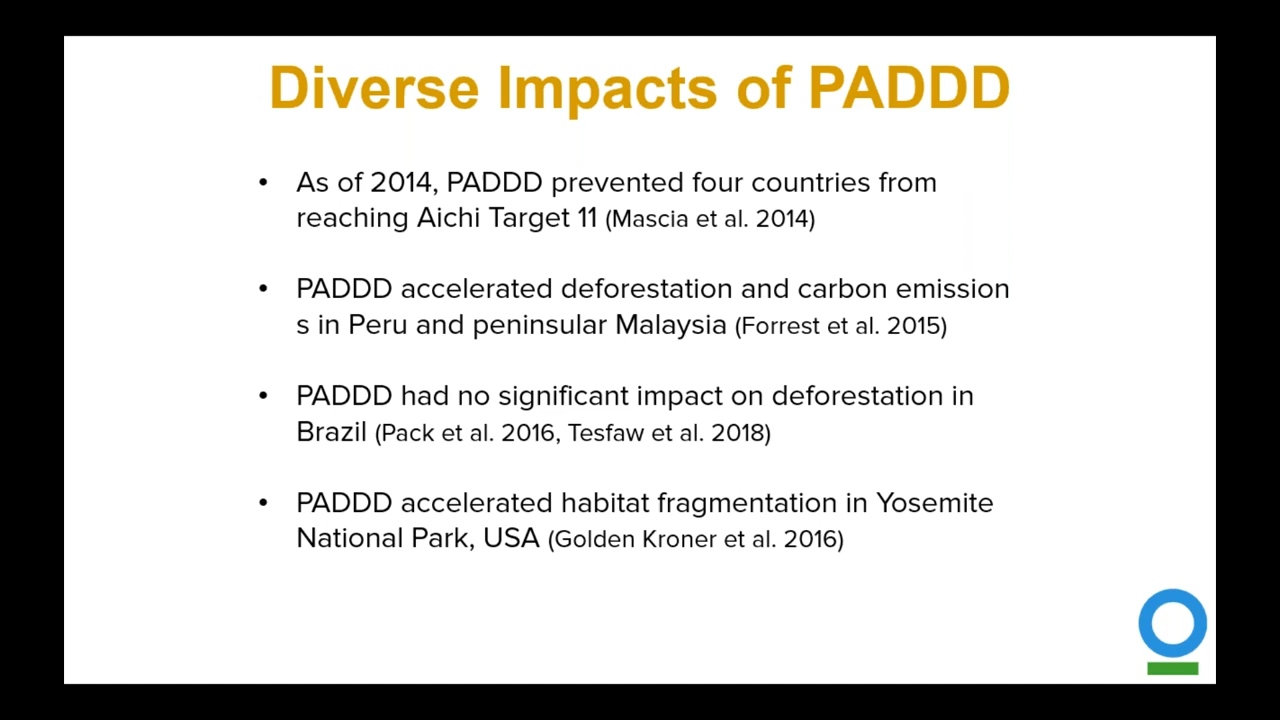 Diverse Impacts of PADDD
• As of 2014, PADDD prevented four countries from
reaching Aichi Target 11 (Mascia et al. 2014)
• PADDD accelerated deforestation and carbon emission
s in Peru and peninsular Malaysia (Forrest et al. 2015)
• PADDD had no significant impact on deforestation in
Brazil (Pack et al. 2016, Tesfaw et al. 2018)
• PADDD accelerated habitat fragmentation in Yosemite
National Park, USA (Golden Kroner et al. 2016)